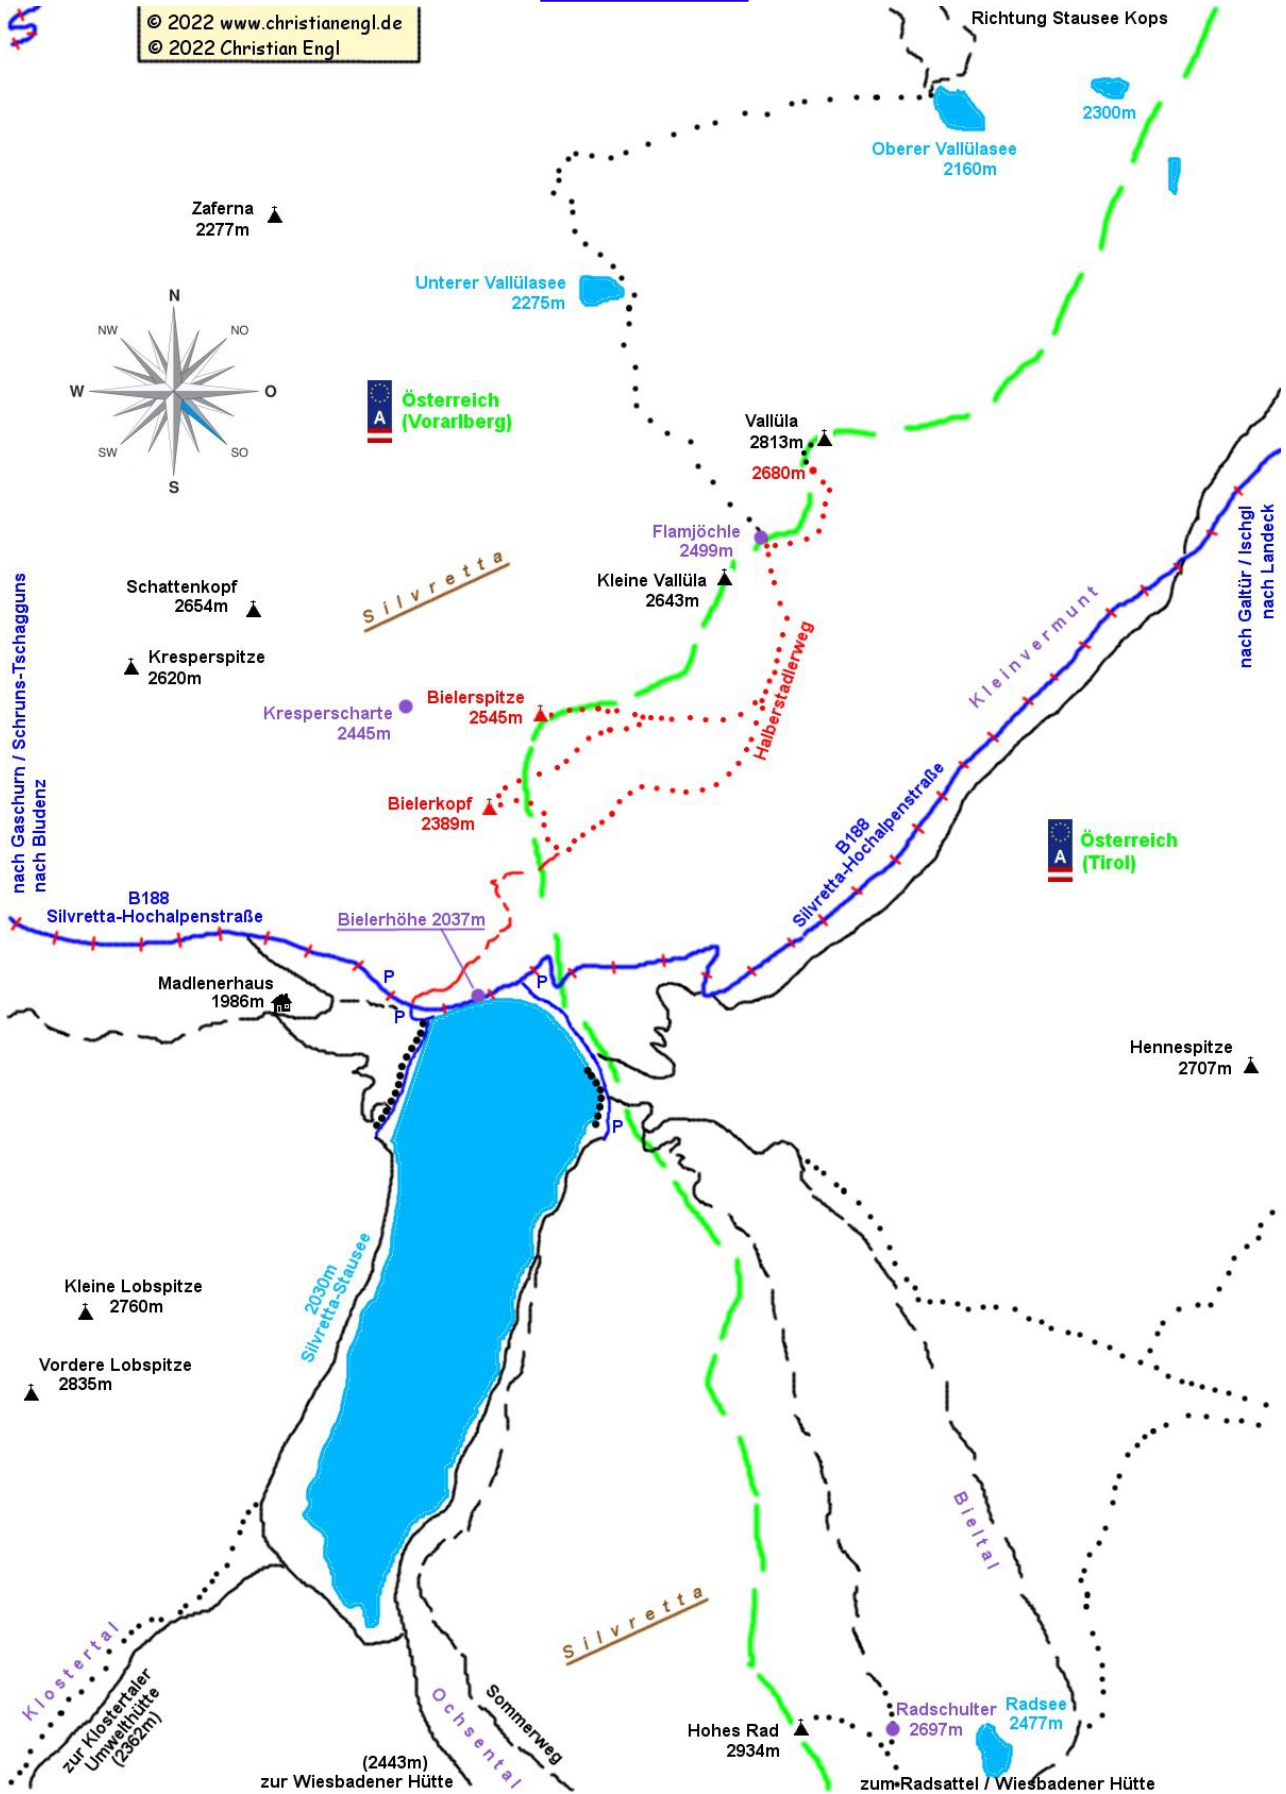 © 2022 www.christianengl.de
© 2022 Christian Engl
Richtung Stausee Kops
2300m
Oberer Vallülasee
2160m
Zaferna
2277m
Unterer Vallülasee
2275m
N
NW
NO
W
O
SW
SO
S
A
Österreich
(Vorarlberg)
Vallüla
2813m
2680m
Flamjöchle
2499m
Kleine Vallüla
2643m
Silvretta
Schattenkopf
2654m
Kresperspitze
2620m
Kresperscharte
2445m
Bielerspitze
2545m
Halberstadlerweg
Bielerkopf
2389m
Kleinvermunt
nach Galtür / Ischgl
nach Landeck
nach Gaschurn / Schruns-Tschagguns
nach Bludenz
B188
Silvretta-Hochalpenstraße
B188
Silvretta-Hochalpenstraße
A
Österreich
(Tirol)
Bielerhöhe 2037m
P
P
P
P
Madlenerhaus
1986m
Hennespitze
2707m
2030m
Silvretta-Stausee
Kleine Lobspitze
2760m
Vordere Lobspitze
2835m
Bieltal
Silvretta
Klostertal
zur Klostertaler
Umwelthütte
(2362m)
Ochsental
Sommerweg
(2443m)
zur Wiesbadener Hütte
Hohes Rad
2934m
Radschulter
2697m
Radsee
2477m
zum Radsattel / Wiesbadener Hütte